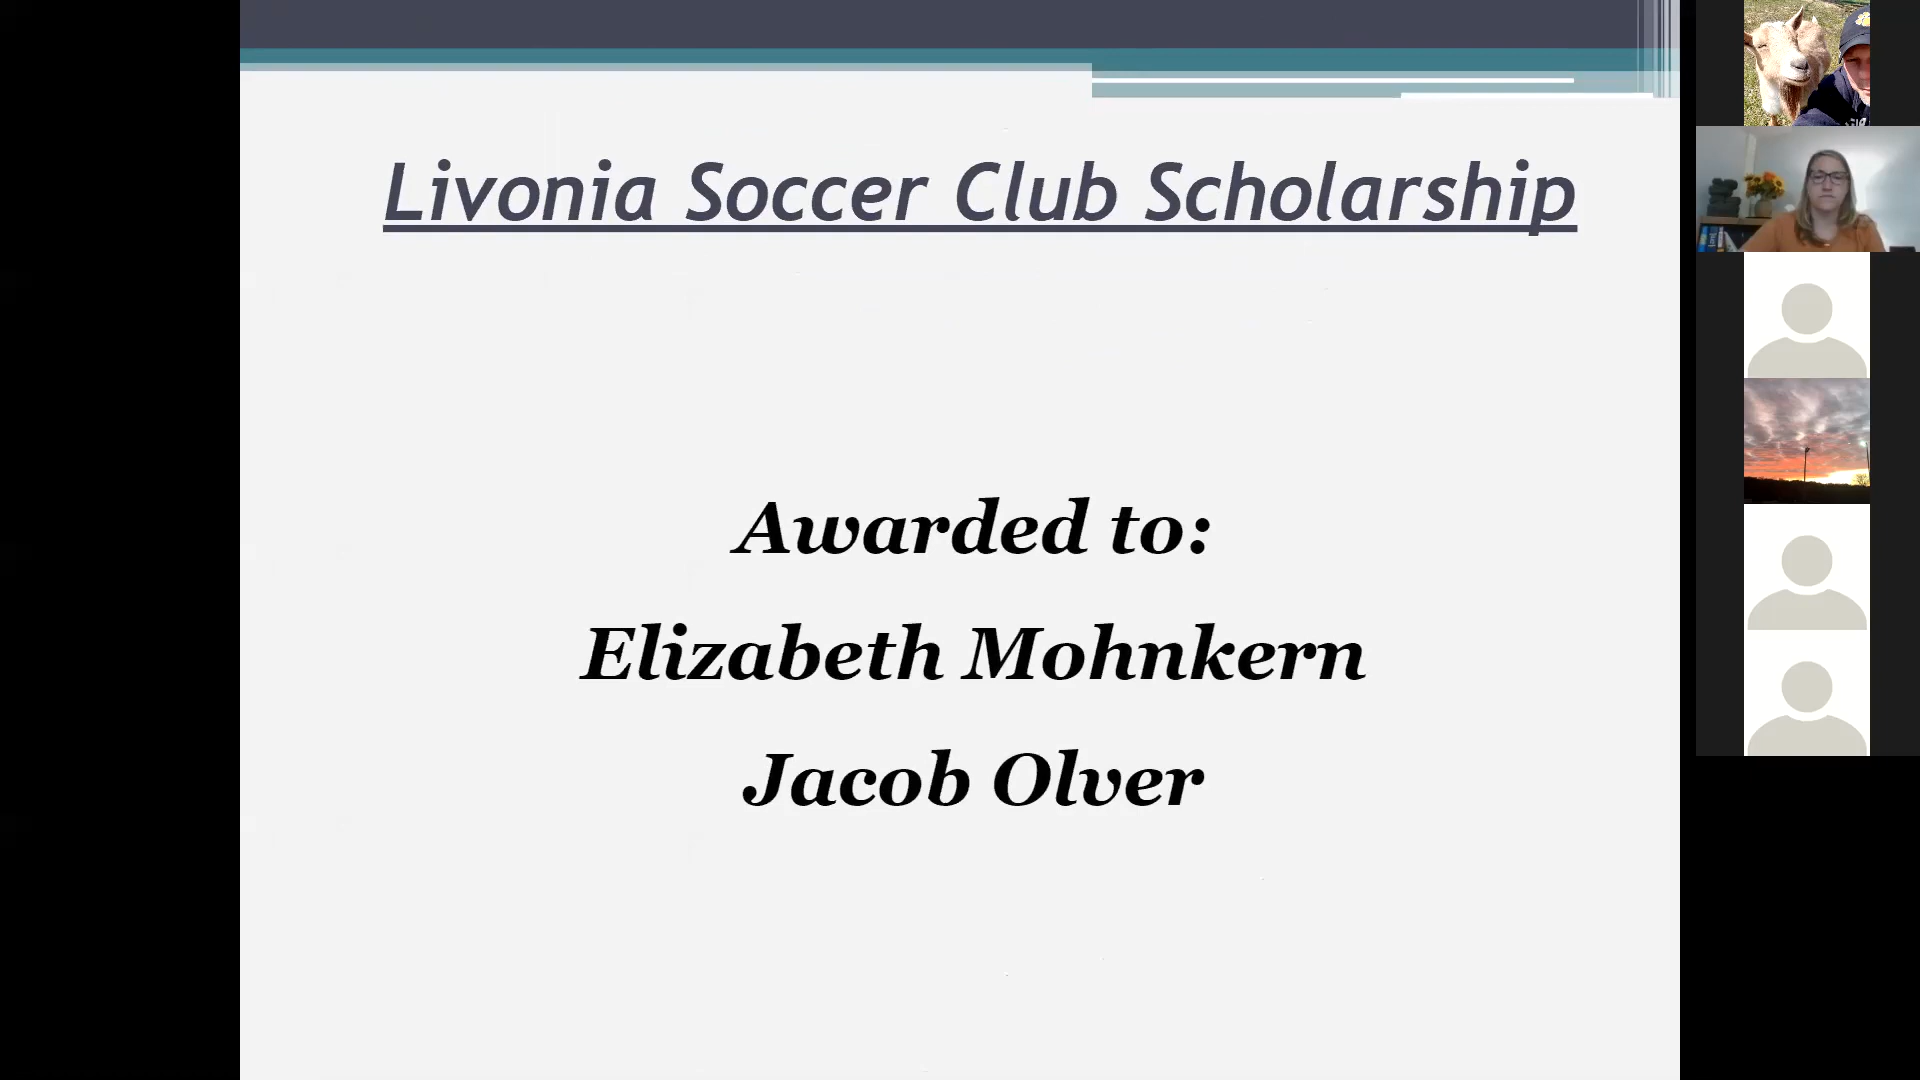 Livonia Soccer Club Scholarship
Awarded to:
Elizabeth Mohnkern
Jacob Olver